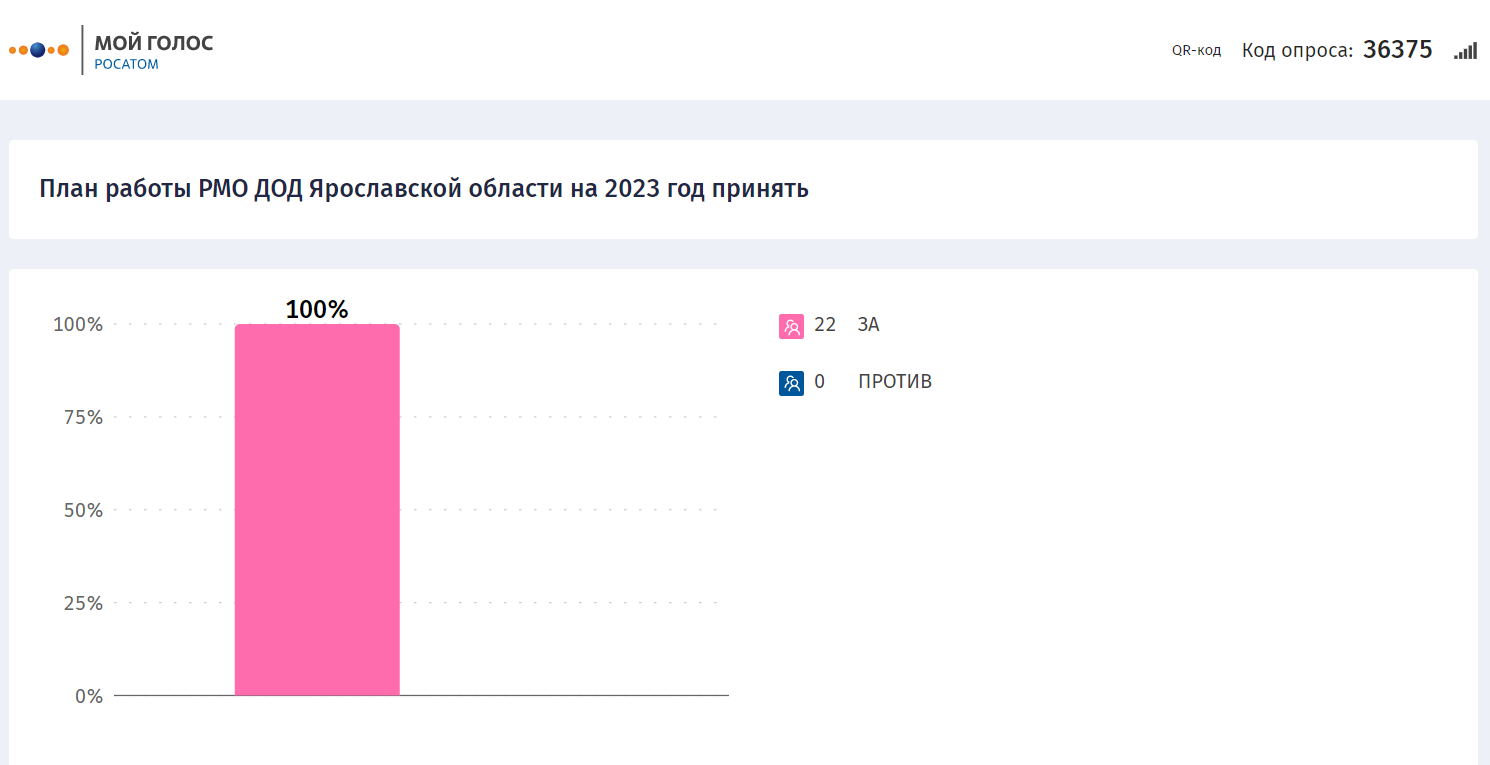 МОЙ ГОЛОС
РОСАТОМ
QR-код Код опроса: 36375
План работы РМО ДОД Ярославской области на 2023 год принять
100%
100%
75%
50%
25%
0%
22 ЗА
0 ПРОТИВ